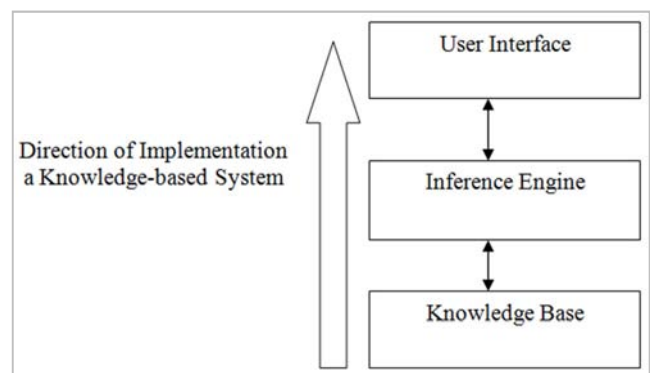 User Interface
Direction of Implementation
a Knowledge-based System
Inference Engine
Knowledge Base